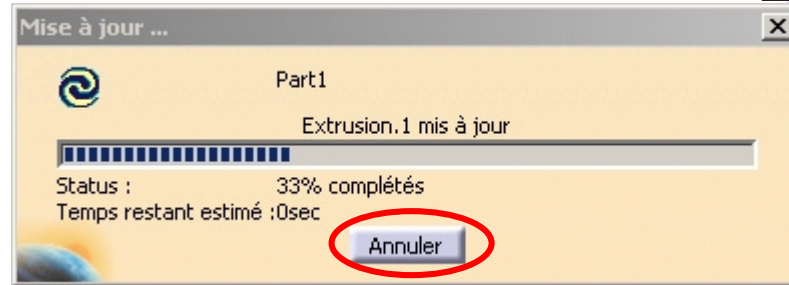 Mise à jour ...
Part1
Extrusion.1 mis à jour
Status : 33% complétés
Temps restant estimé :0sec
Annuler